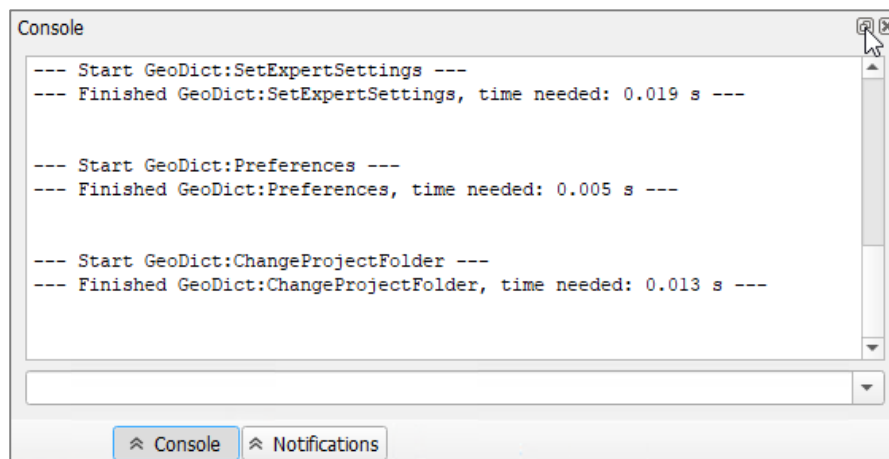 Console
--- Start GeoDict:SetExpertSettings ---
--- Finished GeoDict:SetExpertSettings, time needed: 0.019 s ---
--- Start GeoDict:Preferences ---
--- Finished GeoDict:Preferences, time needed: 0.005 s ---
--- Start GeoDict:ChangeProjectFolder ---
--- Finished GeoDict:ChangeProjectFolder, time needed: 0.013 s ---
Console
Notifications